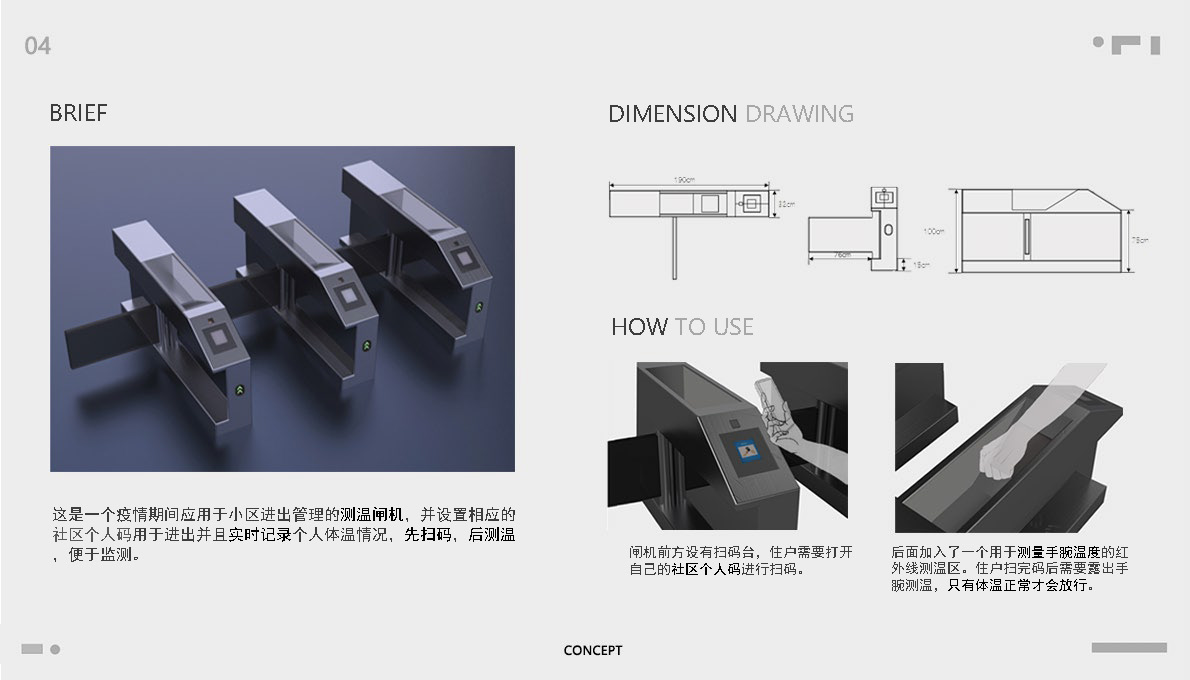 04
BRIEF
这是一个疫情期间应用于小区进出管理的测温闸机，并设置相应的
社区个人码用于进出并且实时记录个人体温情况，先扫码，后测温
，便于监测。
DIMENSION DRAWING
190cm
32cm
76cm
15cm
100cm
75cm
HOW TO USE
闸机前方设有扫码台，住户需要打开
自己的社区个人码进行扫码。
后面加入了一个用于测量手腕温度的红
外线测温区。住户扫完码后需要露出手
腕测温，只有体温正常才会放行。
CONCEPT